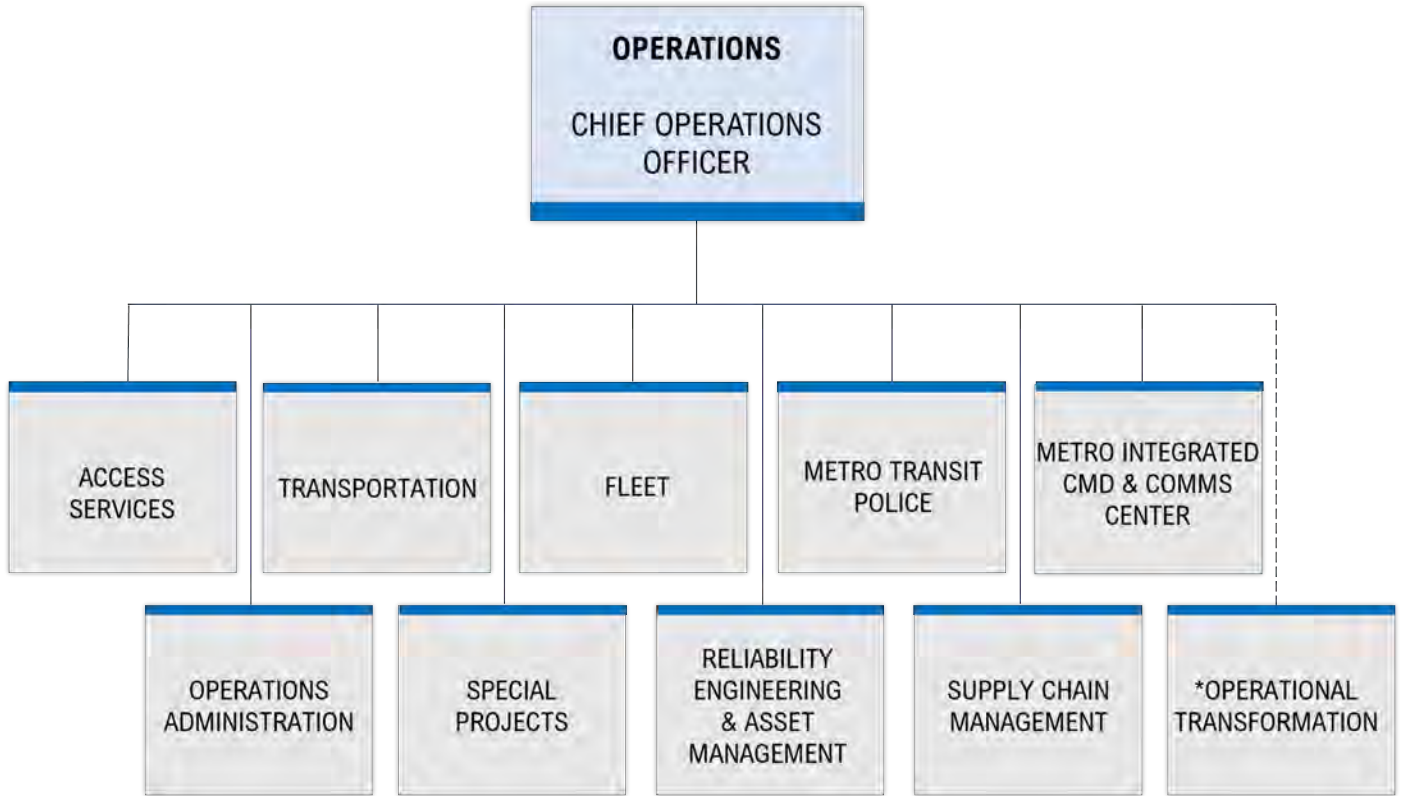 OPERATIONS
CHIEF OPERATIONS
OFFICER
ACCESS
SERVICES
TRANSPORTATION
FLEET
METRO TRANSIT
POLICE
METRO INTEGRATED
CMD & COMMS
CENTER
OPERATIONS
ADMINISTRATION
SPECIAL
PROJECTS
RELIABILITY
ENGINEERING
& ASSET
MANAGEMENT
SUPPLY CHAIN
MANAGEMENT
*OPERATIONAL
TRANSFORMATION